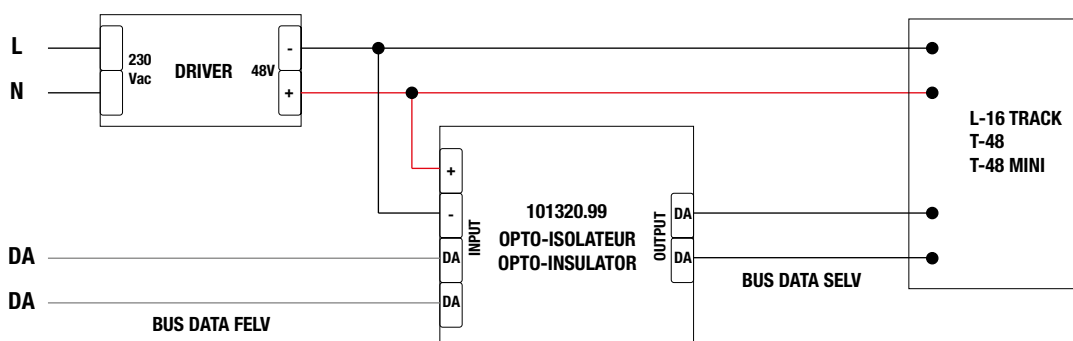 L
N
230
Vac
DRIVER
48V
-
+
L-16 TRACK
T-48
T-48 MINI
+
-
DA
DA
INPUT
101320.99
OPTO-ISOLATEUR
OPTO-INSULATOR
OUTPUT
DA
DA
DA
DA
BUS DATA FELV
BUS DATA SELV